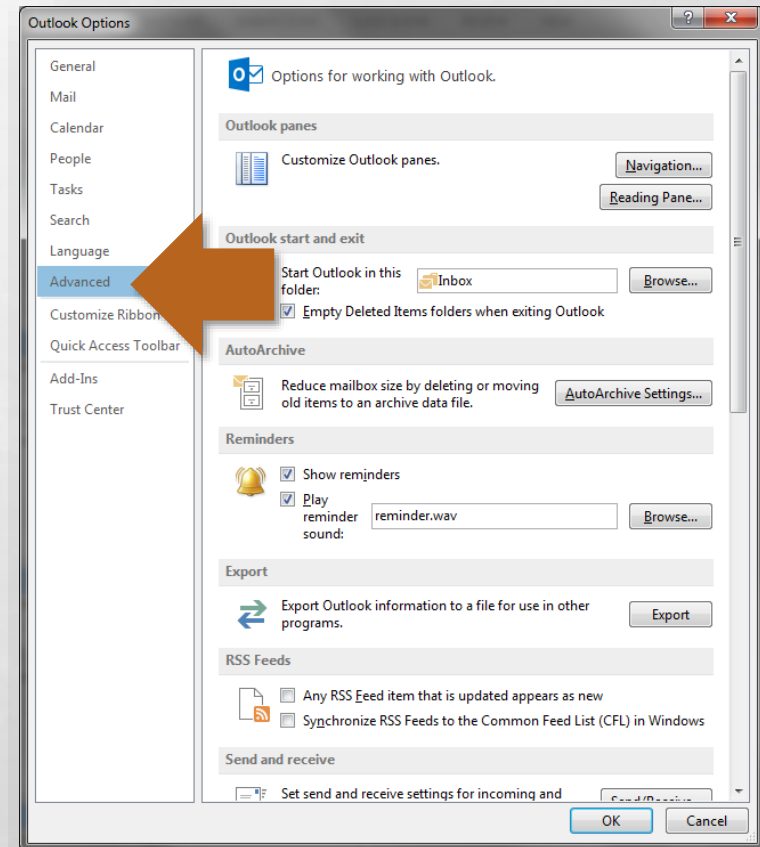 Outlook Options
General
Mail
Calendar
People
Tasks
Search
Language
Advanced
Customize Ribbon
Quick Access Toolbar
Add-Ins
Trust Center
Options for working with Outlook.
Outlook panes
Customize Outlook panes.
Navigation...
Reading Pane...
Outlook start and exit
Start Outlook in this
folder:
Inbox
Browse...
Empty Deleted Items folders when exiting Outlook
AutoArchive
Reduce mailbox size by deleting or moving
old items to an archive data file.
AutoArchive Settings...
Reminders
Show reminders
Play
reminder
sound:
reminder.wav
Browse...
Export
Export Outlook information to a file for use in other
programs.
Export
RSS Feeds
Any RSS Feed item that is updated appears as new
Synchronize RSS Feeds to the Common Feed List (CFL) in Windows
Send and receive
Set send and receive settings for incoming and
Send/Receive...
OK
Cancel